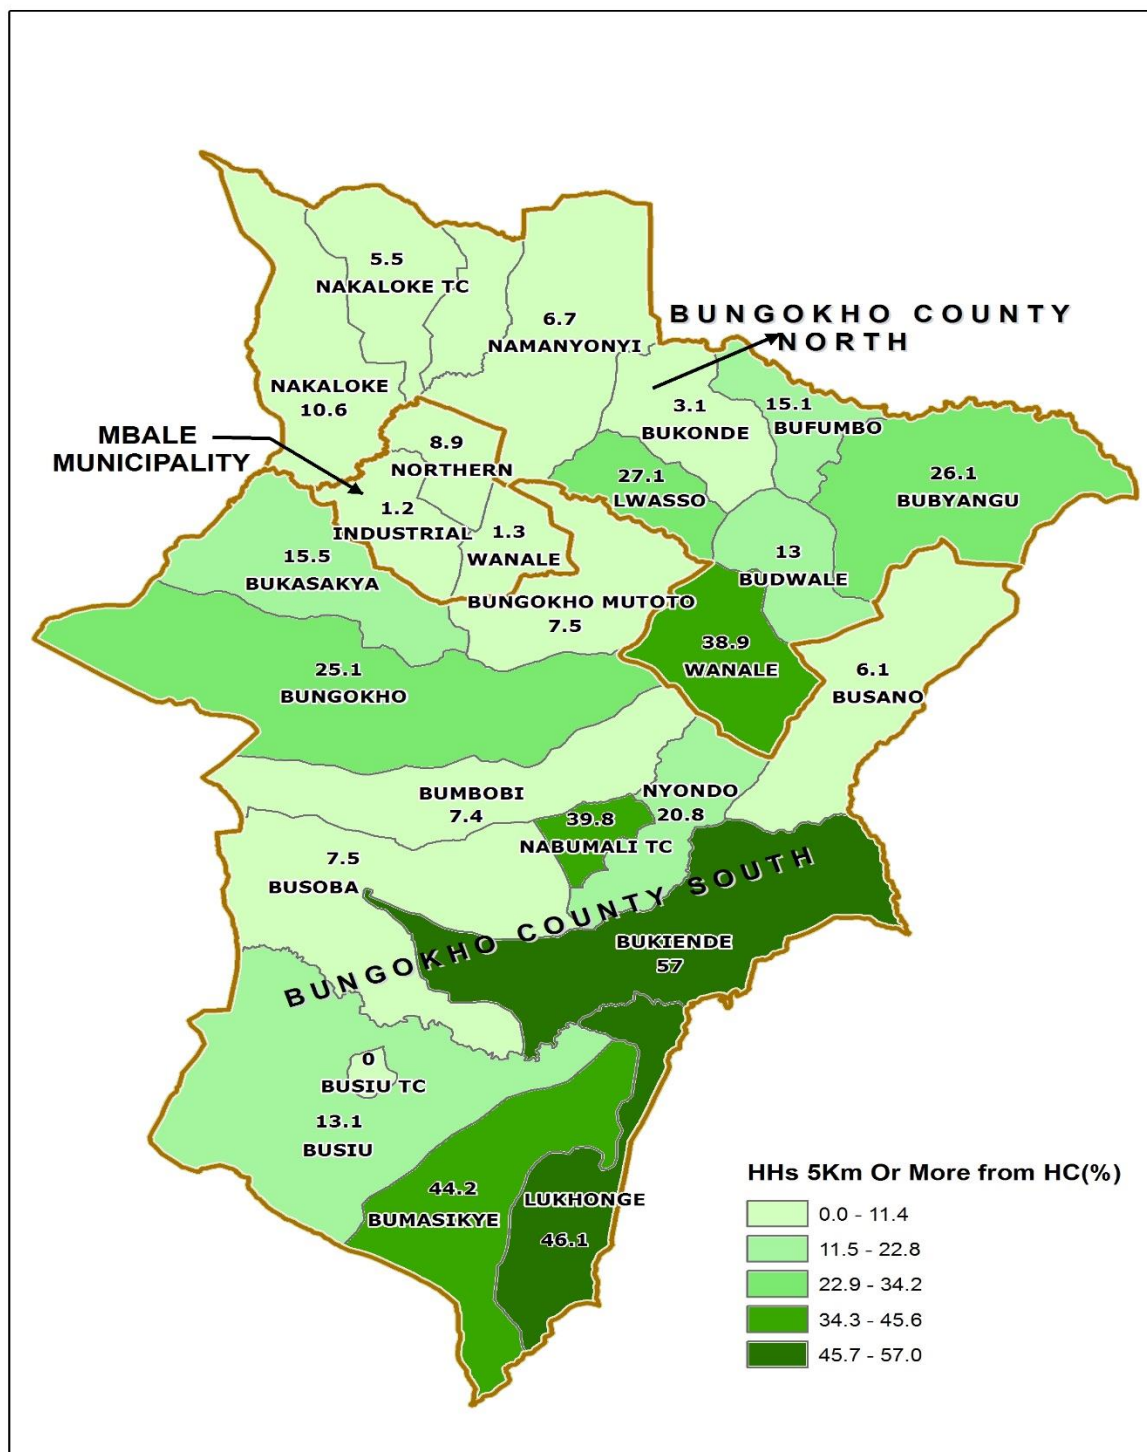 5.5
NAKALOKE TC
6.7
NAMANYONYI
BUNGOKHO COUNTY
NORTH
NAKALOKE
10.6
3.1
BUKONDE
15.1
BUFUMBO
MBALE
MUNICIPALITY
8.9
NORTHERN
27.1
LWASSO
26.1
BUBYANGU
1.2
INDUSTRIAL
1.3
WANALE
15.5
BUKASAKYA
13
BUDWALE
BUNGOKHO MUTOTO
7.5
38.9
WANALE
25.1
BUNGOKHO
6.1
BUSANO
BUMBOBI
7.4
NYONDO
20.8
39.8
NABUMALI TC
7.5
BUSOBA
BUNGOKHO COUNTY SOUTH
BUKIENDE
57
0
BUSIU TC
13.1
BUSIU
44.2
BUMASIKYE
LUKHONGE
46.1
HHs 5Km Or More from HC(%)
0.0 - 11.4
11.5 - 22.8
22.9 - 34.2
34.3 - 45.6
45.7 - 57.0